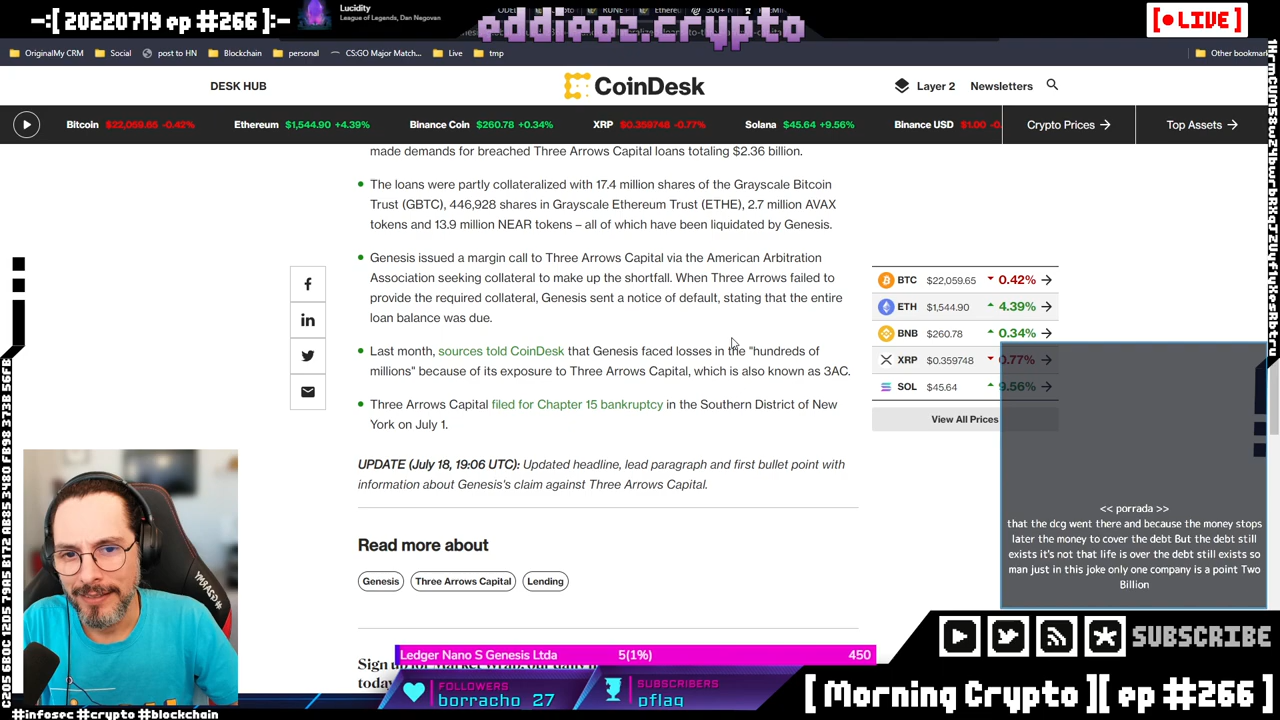 -:[ 20220719 ep #266 ]:-
Lucidity
League of Legends, Dan Negovan
eddieoz.crypto
[ LIVE ]
OriginalMy CRM
Social
post to HN
Blockchain
personal
CS:GO Major Match...
Live
tmp
Other bookmar
DESK HUB
CoinDesk
Layer 2
Newsletters
Bitcoin $22,059.65 -0.42%
Ethereum $1,544.90 +4.39%
Binance Coin $260.78 +0.34%
XRP $0.359748 -0.77%
Solana $45.64 +9.56%
Binance USD $1.00 -0.
Crypto Prices
Top Assets
made demands for breached Three Arrows Capital loans totaling $2.36 billion.
The loans were partly collateralized with 17.4 million shares of the Grayscale Bitcoin
Trust (GBTC), 446,928 shares in Grayscale Ethereum Trust (ETHE), 2.7 million AVAX
tokens and 13.9 million NEAR tokens – all of which have been liquidated by Genesis.
Genesis issued a margin call to Three Arrows Capital via the American Arbitration
Association seeking collateral to make up the shortfall. When Three Arrows failed to
provide the required collateral, Genesis sent a notice of default, stating that the entire
loan balance was due.
Last month, sources told CoinDesk that Genesis faced losses in the "hundreds of
millions" because of its exposure to Three Arrows Capital, which is also known as 3AC.
Three Arrows Capital filed for Chapter 15 bankruptcy in the Southern District of New
York on July 1.
UPDATE (July 18, 19:06 UTC): Updated headline, lead paragraph and first bullet point with
information about Genesis's claim against Three Arrows Capital.
Read more about
Genesis
Three Arrows Capital
Lending
BTC $22,059.65 0.42%
ETH $1,544.90 4.39%
BNB $260.78 0.34%
XRP $0.359748 0.77%
SOL $45.64 9.56%
View All Prices
<< porrada >>
that the dcg went there and because the money stops
later the money to cover the debt But the debt still
exists it's not that life is over the debt still exists so
man just in this joke only one company is a point Two
Billion
Ledger Nano S Genesis Ltda 5(1%) 450
FOLLOWERS
borracho_27
SUBSCRIBERS
pflag
SUBSCRIBE
[ Morning Crypto ][ ep #266 ]
#infosec #crypto #blockchain